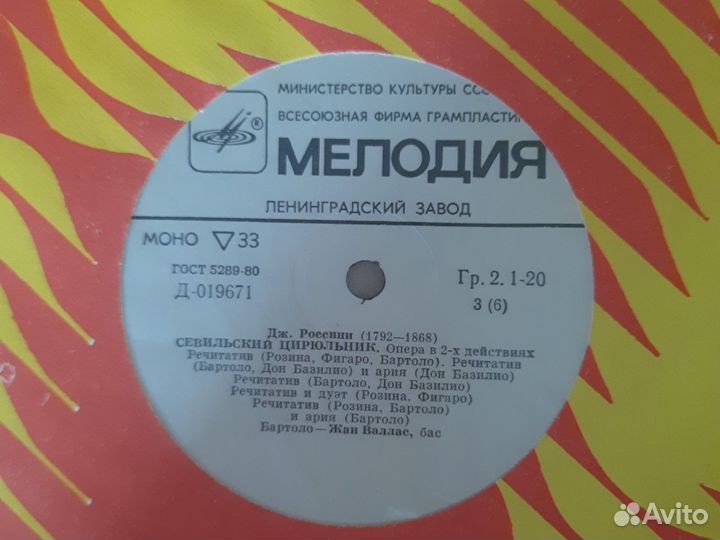 МИНИСТЕРСТВО КУЛЬТУРЫ ССС
ВСЕСОЮЗНАЯ ФИРМА ГРАМПЛАСТИ
®
МЕЛОДИЯ
ЛЕНИНГРАДСКИЙ ЗАВОД
МОНО ▽ 33
ГОСТ 5289-80
Д-019671
Гр. 2. 1-20
3 (6)
Дж. Россини (1792—1868)
СЕВИЛЬСКИЙ ЦИРЮЛЬНИК. Опера в 2-х действиях
Речитатив (Розина, Фигаро, Бартоло). Речитатив
(Бартоло, Дон Базилио) и ария (Дон Базилио)
Речитатив (Бартоло, Дон Базилио)
Речитатив и дуэт (Розина, Фигаро)
Речитатив (Розина, Бартоло)
и ария (Бартоло)
Бартоло — Жан Валлас, бас
Avito